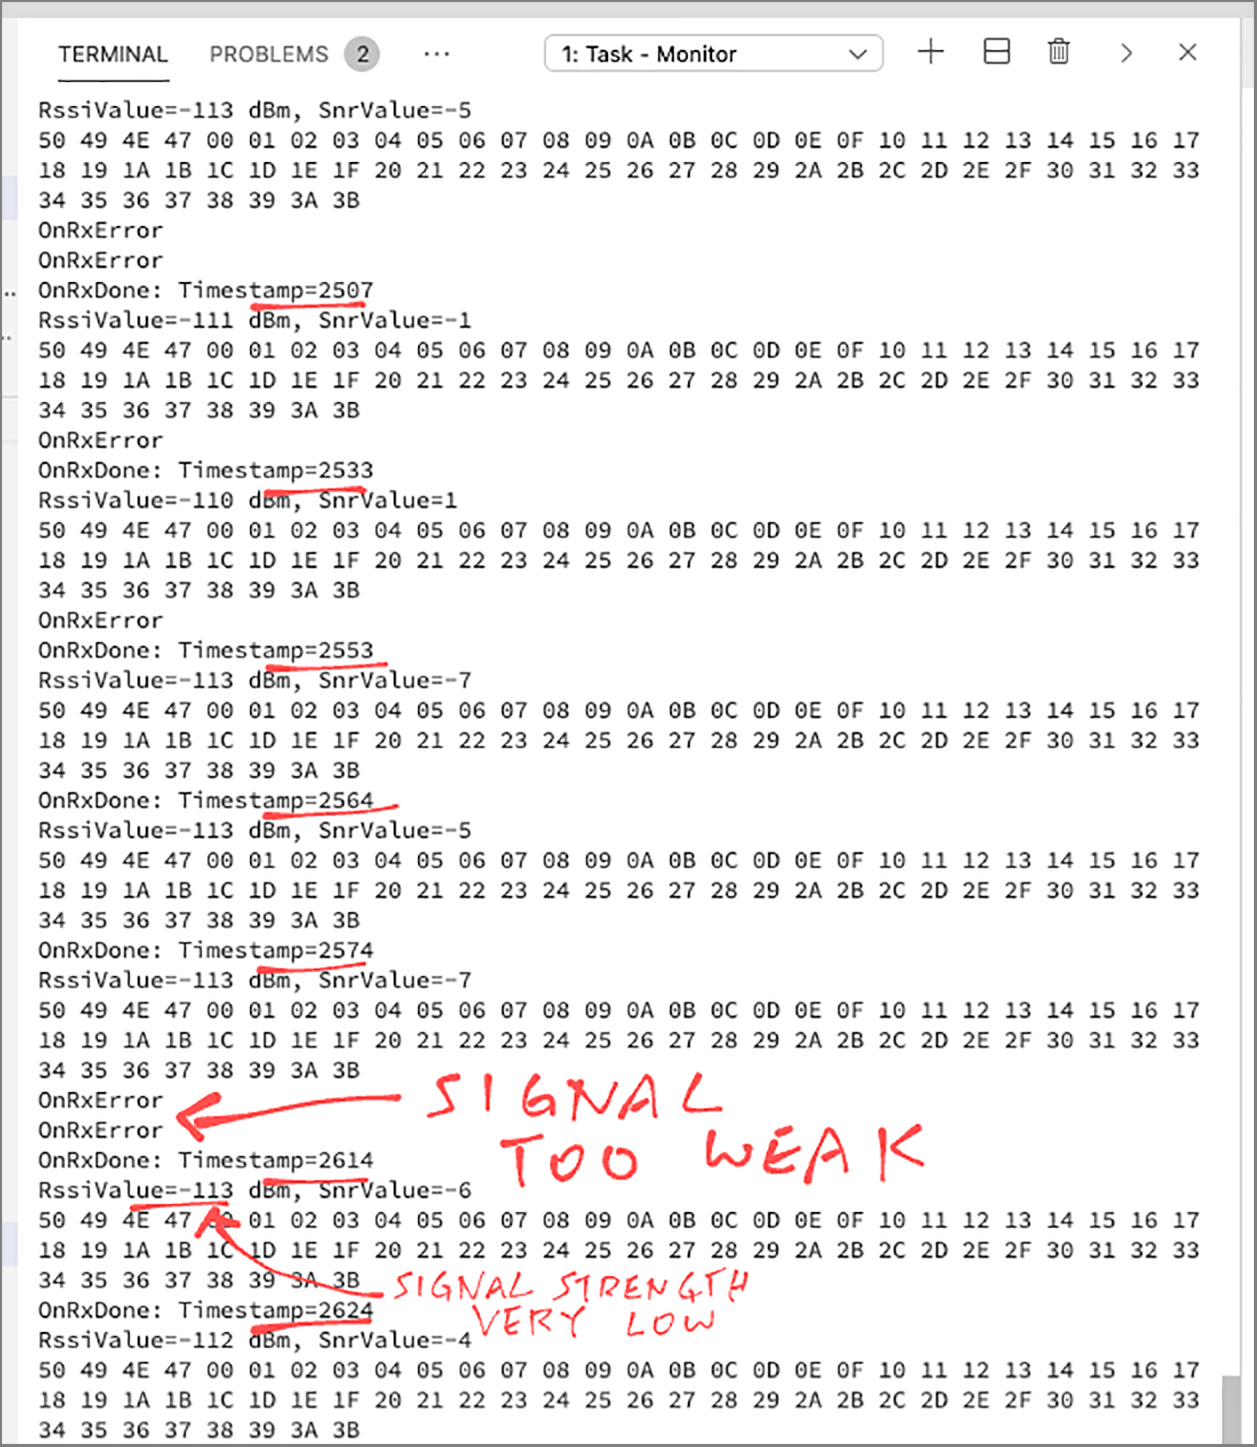 TERMINAL PROBLEMS 2 ··· 1: Task - Monitor
RssiValue=-113 dBm, SnrValue=-5
50 49 4E 47 00 01 02 03 04 05 06 07 08 09 0A 0B 0C 0D 0E 0F 10 11 12 13 14 15 16 17
18 19 1A 1B 1C 1D 1E 1F 20 21 22 23 24 25 26 27 28 29 2A 2B 2C 2D 2E 2F 30 31 32 33
34 35 36 37 38 39 3A 3B
OnRxError
OnRxError
OnRxDone: Timestamp=2507
RssiValue=-111 dBm, SnrValue=-1
50 49 4E 47 00 01 02 03 04 05 06 07 08 09 0A 0B 0C 0D 0E 0F 10 11 12 13 14 15 16 17
18 19 1A 1B 1C 1D 1E 1F 20 21 22 23 24 25 26 27 28 29 2A 2B 2C 2D 2E 2F 30 31 32 33
34 35 36 37 38 39 3A 3B
OnRxError
OnRxDone: Timestamp=2533
RssiValue=-110 dBm, SnrValue=1
50 49 4E 47 00 01 02 03 04 05 06 07 08 09 0A 0B 0C 0D 0E 0F 10 11 12 13 14 15 16 17
18 19 1A 1B 1C 1D 1E 1F 20 21 22 23 24 25 26 27 28 29 2A 2B 2C 2D 2E 2F 30 31 32 33
34 35 36 37 38 39 3A 3B
OnRxError
OnRxDone: Timestamp=2553
RssiValue=-113 dBm, SnrValue=-7
50 49 4E 47 00 01 02 03 04 05 06 07 08 09 0A 0B 0C 0D 0E 0F 10 11 12 13 14 15 16 17
18 19 1A 1B 1C 1D 1E 1F 20 21 22 23 24 25 26 27 28 29 2A 2B 2C 2D 2E 2F 30 31 32 33
34 35 36 37 38 39 3A 3B
OnRxDone: Timestamp=2564
RssiValue=-113 dBm, SnrValue=-5
50 49 4E 47 00 01 02 03 04 05 06 07 08 09 0A 0B 0C 0D 0E 0F 10 11 12 13 14 15 16 17
18 19 1A 1B 1C 1D 1E 1F 20 21 22 23 24 25 26 27 28 29 2A 2B 2C 2D 2E 2F 30 31 32 33
34 35 36 37 38 39 3A 3B
OnRxDone: Timestamp=2574
RssiValue=-113 dBm, SnrValue=-7
50 49 4E 47 00 01 02 03 04 05 06 07 08 09 0A 0B 0C 0D 0E 0F 10 11 12 13 14 15 16 17
18 19 1A 1B 1C 1D 1E 1F 20 21 22 23 24 25 26 27 28 29 2A 2B 2C 2D 2E 2F 30 31 32 33
34 35 36 37 38 39 3A 3B
OnRxError
SIGNAL
OnRxError
TOO WEAK
OnRxDone: Timestamp=2614
RssiValue=-113 dBm, SnrValue=-6
50 49 4E 47 01 02 03 04 05 06 07 08 09 0A 0B 0C 0D 0E 0F 10 11 12 13 14 15 16 17
18 19 1A 1B 1C 1D 1E 1F 20 21 22 23 24 25 26 27 28 29 2A 2B 2C 2D 2E 2F 30 31 32 33
34 35 36 37 38 39 3A 3B
SIGNAL STRENGTH
OnRxDone: Timestamp=2624
VERY LOW
RssiValue=-112 dBm, SnrValue=-4
50 49 4E 47 00 01 02 03 04 05 06 07 08 09 0A 0B 0C 0D 0E 0F 10 11 12 13 14 15 16 17
18 19 1A 1B 1C 1D 1E 1F 20 21 22 23 24 25 26 27 28 29 2A 2B 2C 2D 2E 2F 30 31 32 33
34 35 36 37 38 39 3A 3B